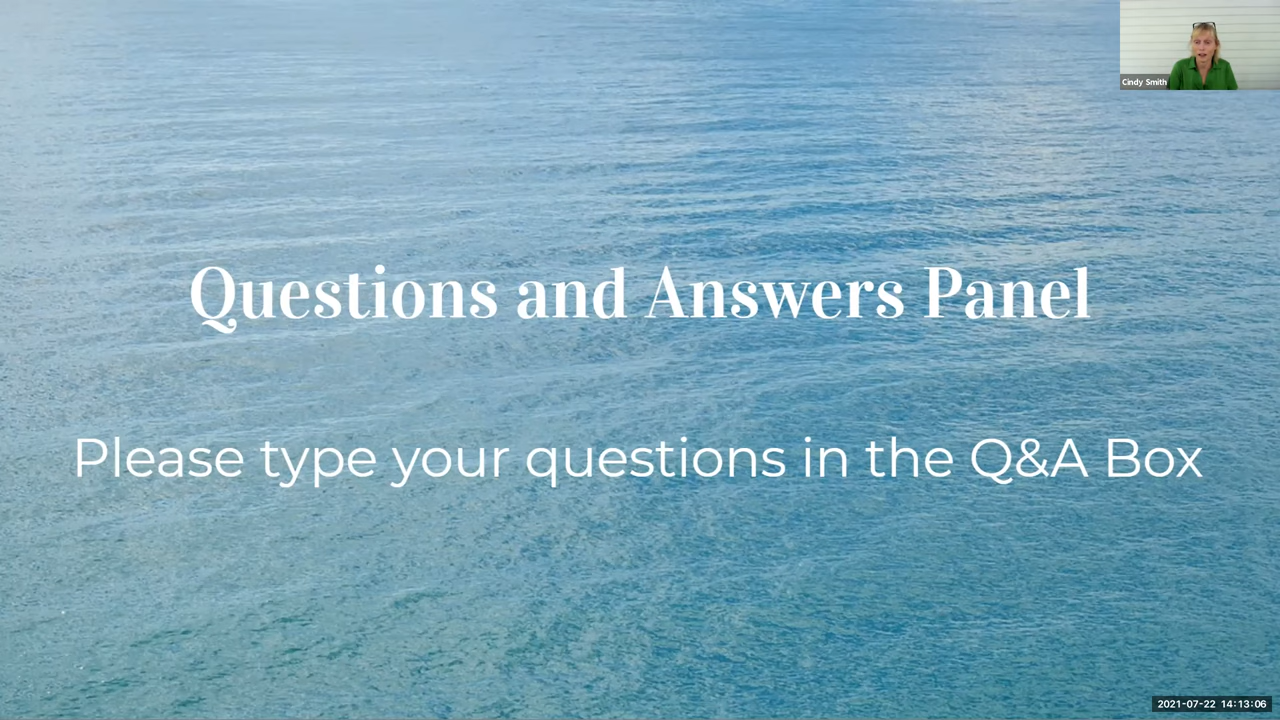 Cindy Smith
Questions and Answers Panel
Please type your questions in the Q&A Box
2021-07-22 14:13:06